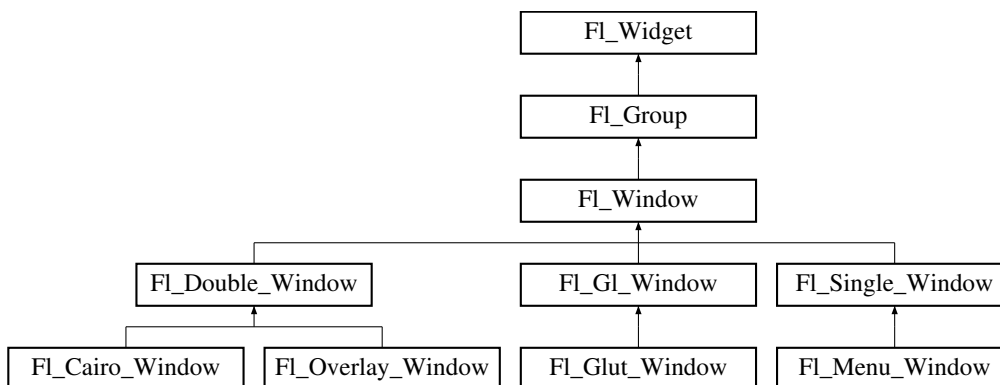 Fl_Widget
Fl_Group
Fl_Window
Fl_Double_Window
Fl_Gl_Window
Fl_Single_Window
Fl_Cairo_Window
Fl_Overlay_Window
Fl_Glut_Window
Fl_Menu_Window